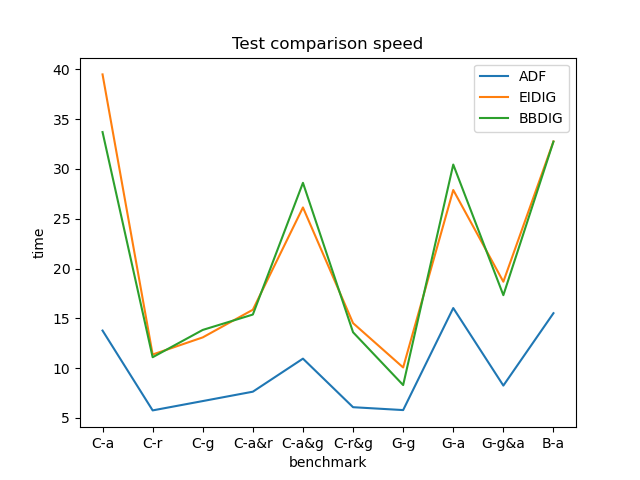 Test comparison speed
ADF
EIDIG
BBDIG
time
40
35
30
25
20
15
10
5
C-a C-r C-g C-a&r C-a&g C-r&g G-g G-a G-g&a B-a
benchmark